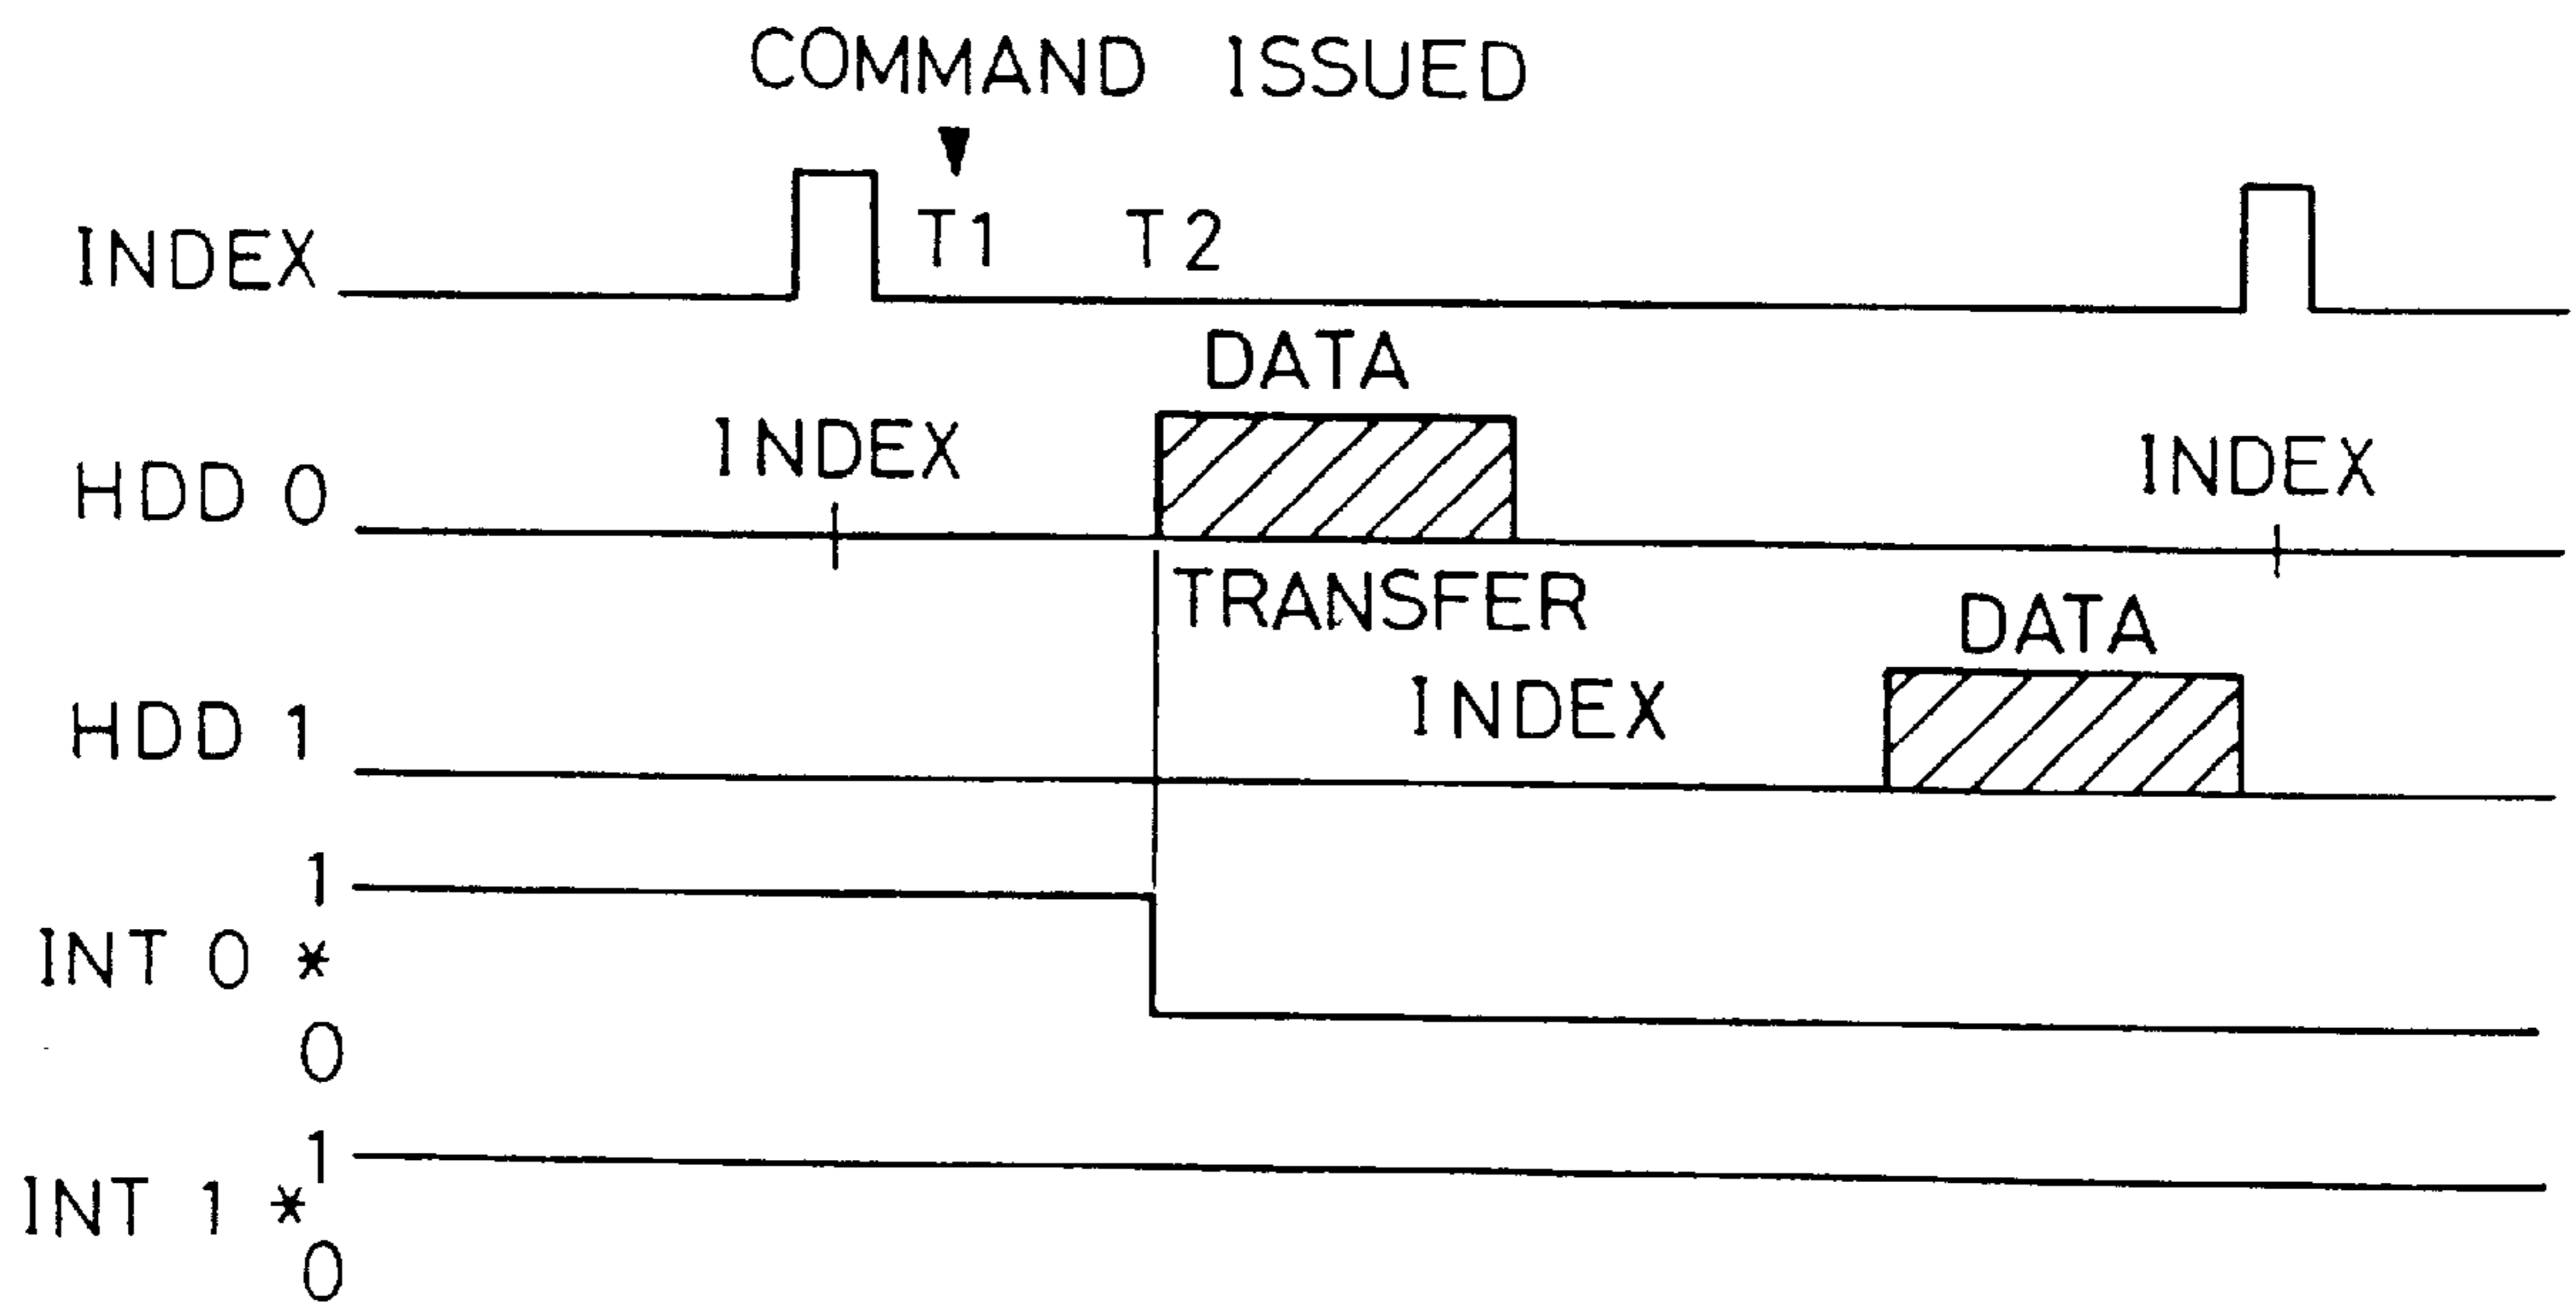 COMMAND ISSUED
T1 T2
INDEX
DATA
INDEX INDEX
HDD 0
TRANSFER
DATA
INDEX
HDD 1
1
INT 0 *
0
1
INT 1 *
0